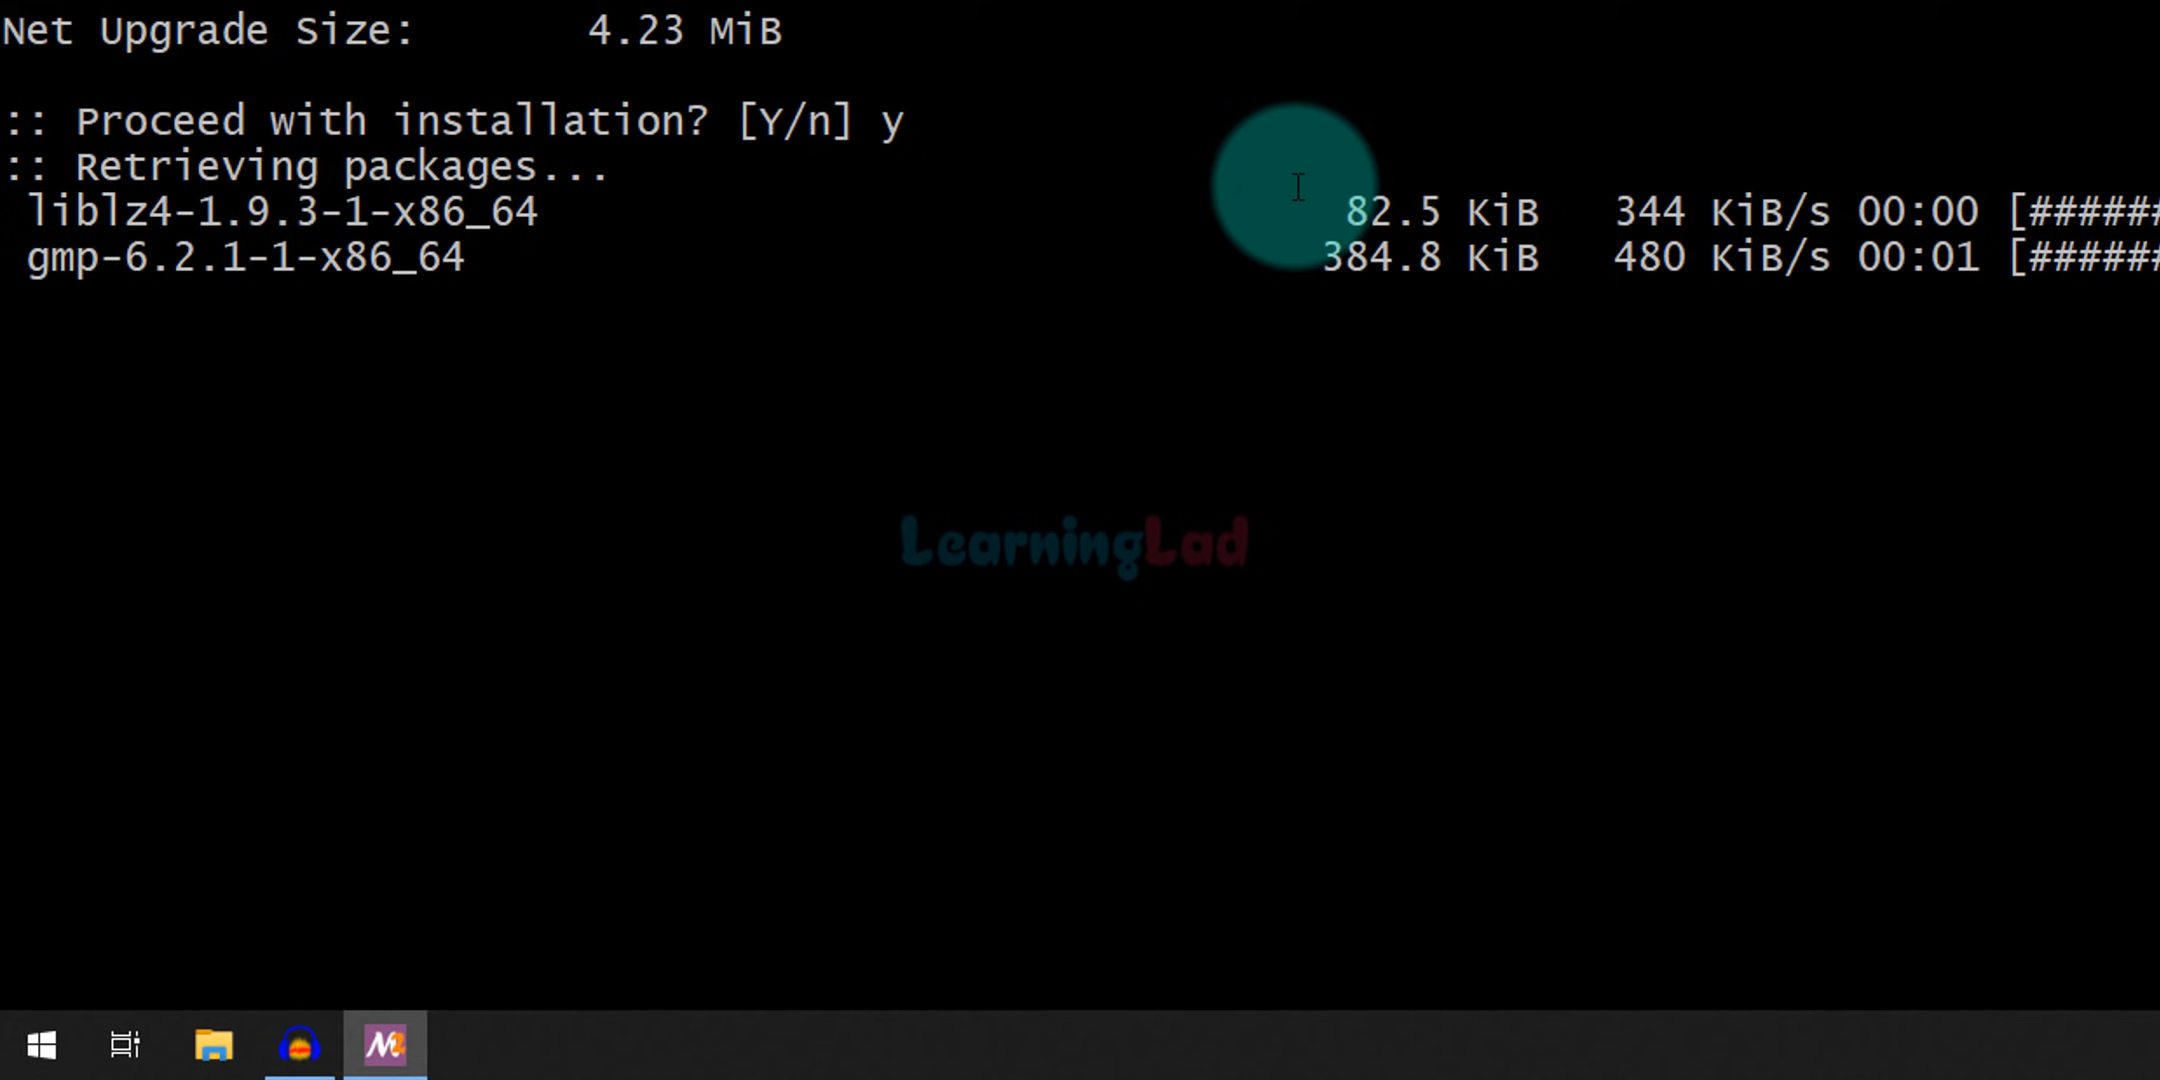 Net Upgrade Size: 4.23 MiB
:: Proceed with installation? [Y/n] y
:: Retrieving packages...
liblz4-1.9.3-1-x86_64 82.5 KiB 344 KiB/s 00:00 [######
gmp-6.2.1-1-x86_64 384.8 KiB 480 KiB/s 00:01 [######
LearningLad
M2